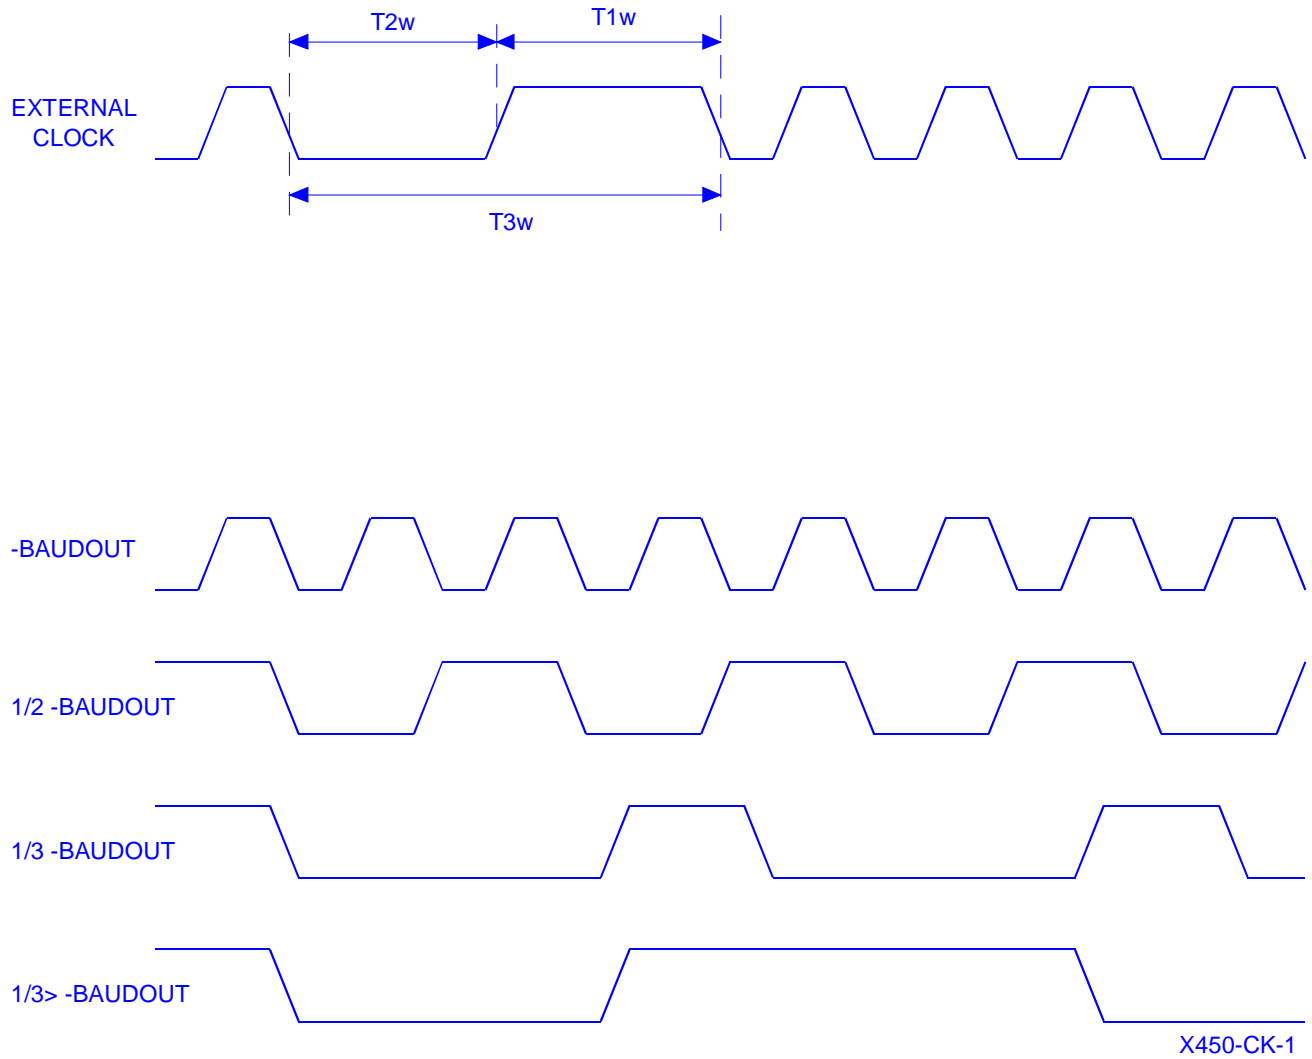 T2w
T1w
EXTERNAL
CLOCK
T3w
-BAUDOUT
1/2 -BAUDOUT
1/3 -BAUDOUT
1/3> -BAUDOUT
X450-CK-1